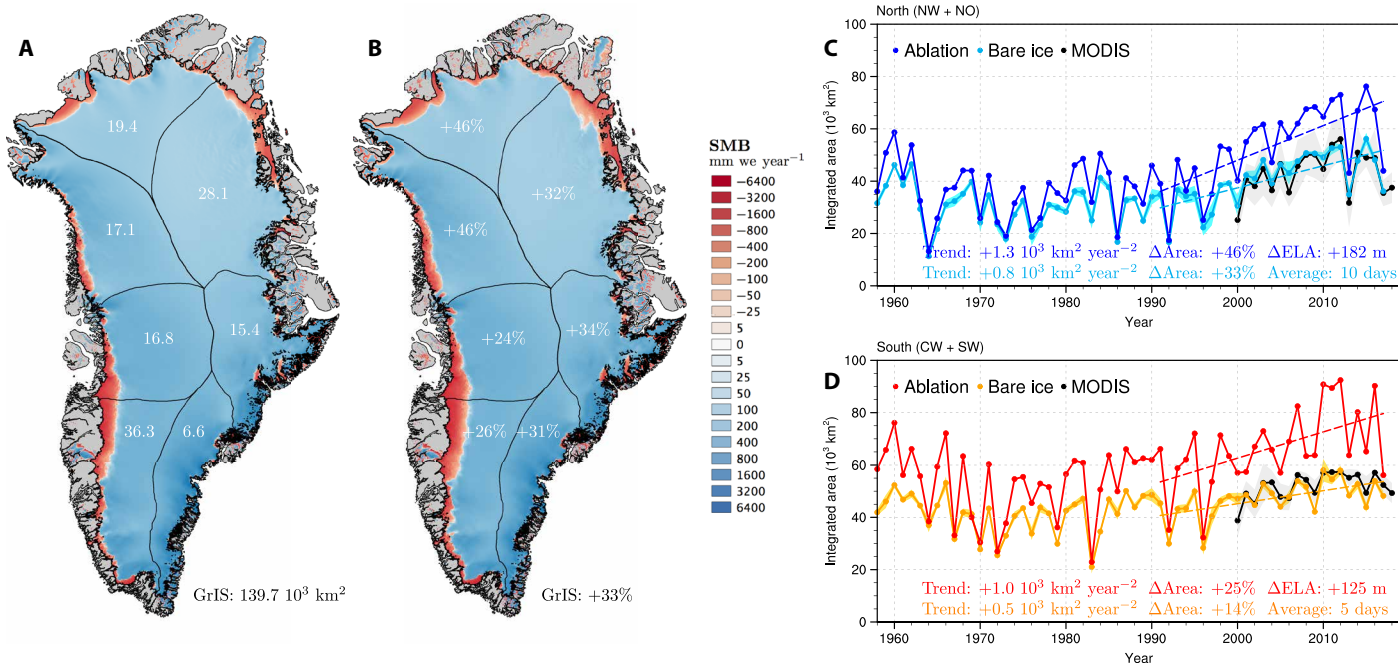 A
19.4
28.1
17.1
16.8
15.4
36.3
6.6
GrIS: 139.7 10³ km²
B
+46%
+32%
+46%
+24%
+34%
+26%
+31%
GrIS: +33%
SMB
mm we year⁻¹
−6400
−3200
−1600
−800
−400
−200
−100
−50
−25
5
0
5
25
50
100
200
400
800
1600
3200
6400
North (NW + NO)
C
Ablation Bare ice MODIS
Integrated area (10³ km²)
100
80
60
40
20
0
Trend: +1.3 10³ km² year⁻² ΔArea: +46% ΔELA: +182 m
Trend: +0.8 10³ km² year⁻² ΔArea: +33% Average: 10 days
1960 1970 1980 1990 2000 2010
Year
South (CW + SW)
D
Ablation Bare ice MODIS
Integrated area (10³ km²)
100
80
60
40
20
0
Trend: +1.0 10³ km² year⁻² ΔArea: +25% ΔELA: +125 m
Trend: +0.5 10³ km² year⁻² ΔArea: +14% Average: 5 days
1960 1970 1980 1990 2000 2010
Year